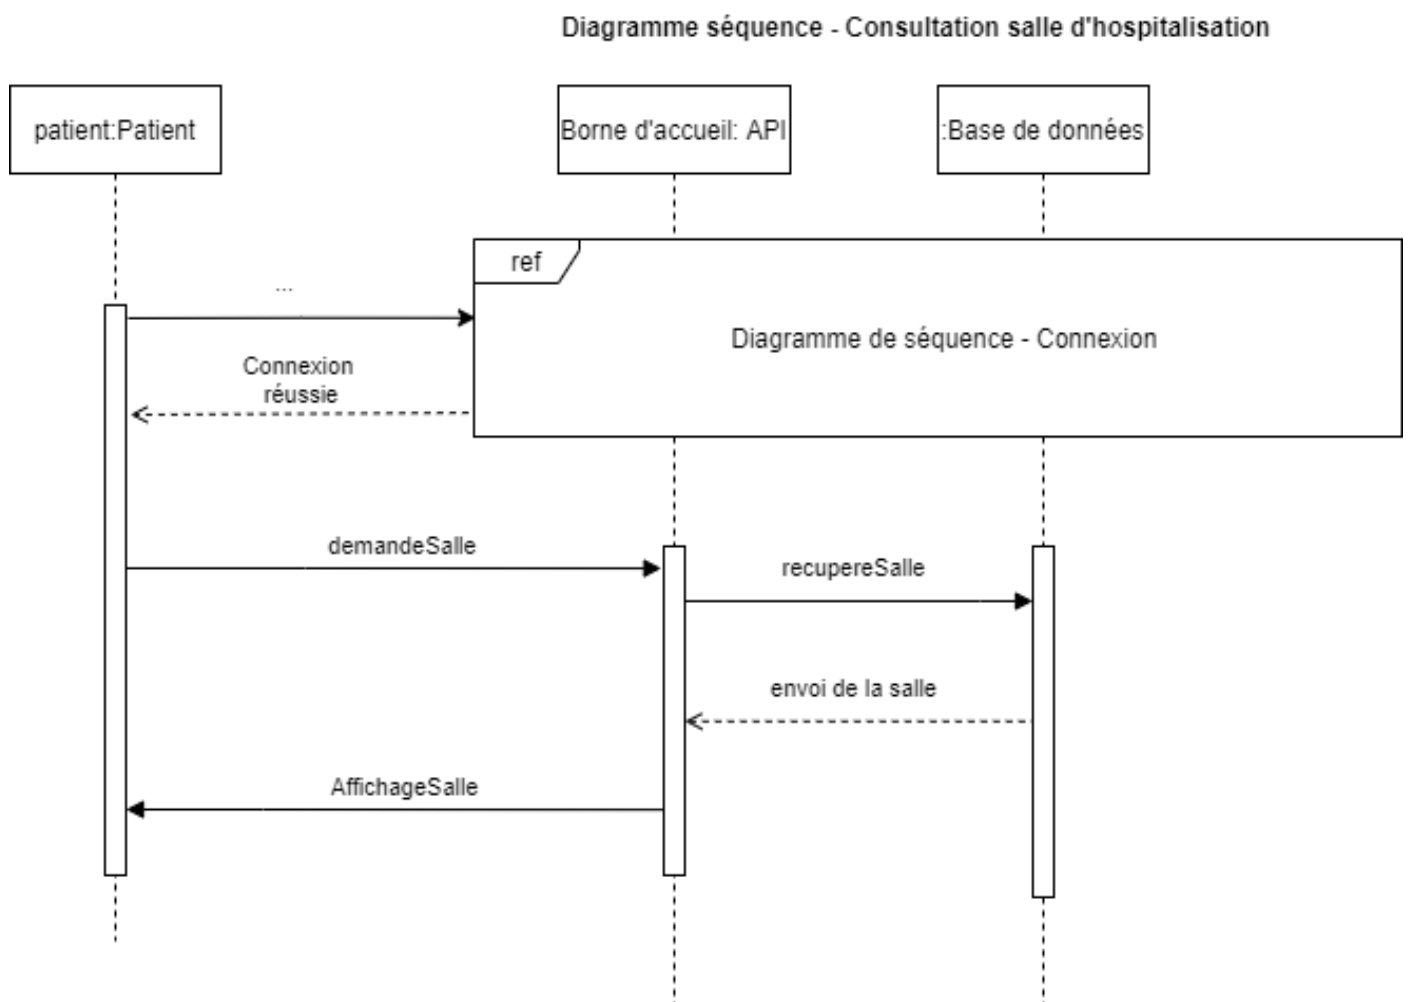 Diagramme séquence - Consultation salle d'hospitalisation
patient:Patient
Borne d'accueil: API
:Base de données
ref
...
Diagramme de séquence - Connexion
Connexion
réussie
demandeSalle
recupereSalle
envoi de la salle
AffichageSalle